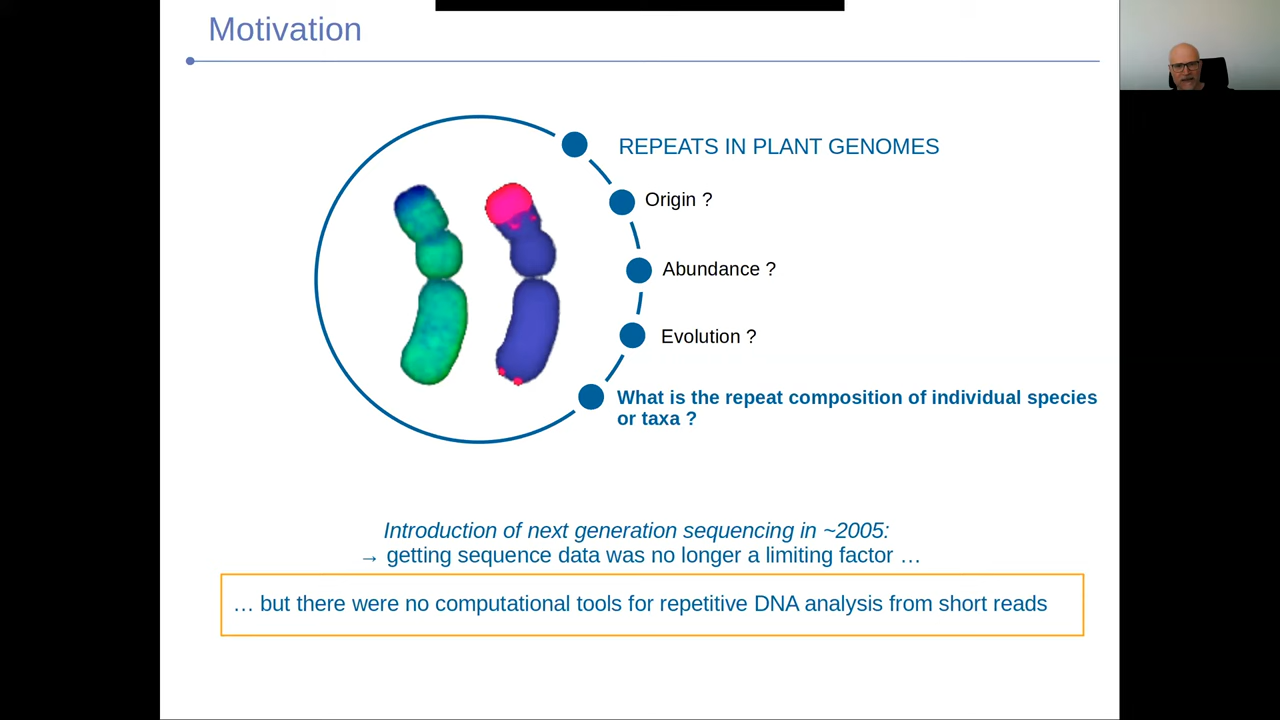 Motivation
REPEATS IN PLANT GENOMES
Origin ?
Abundance ?
Evolution ?
What is the repeat composition of individual species
or taxa ?
Introduction of next generation sequencing in ~2005:
→ getting sequence data was no longer a limiting factor …
… but there were no computational tools for repetitive DNA analysis from short reads